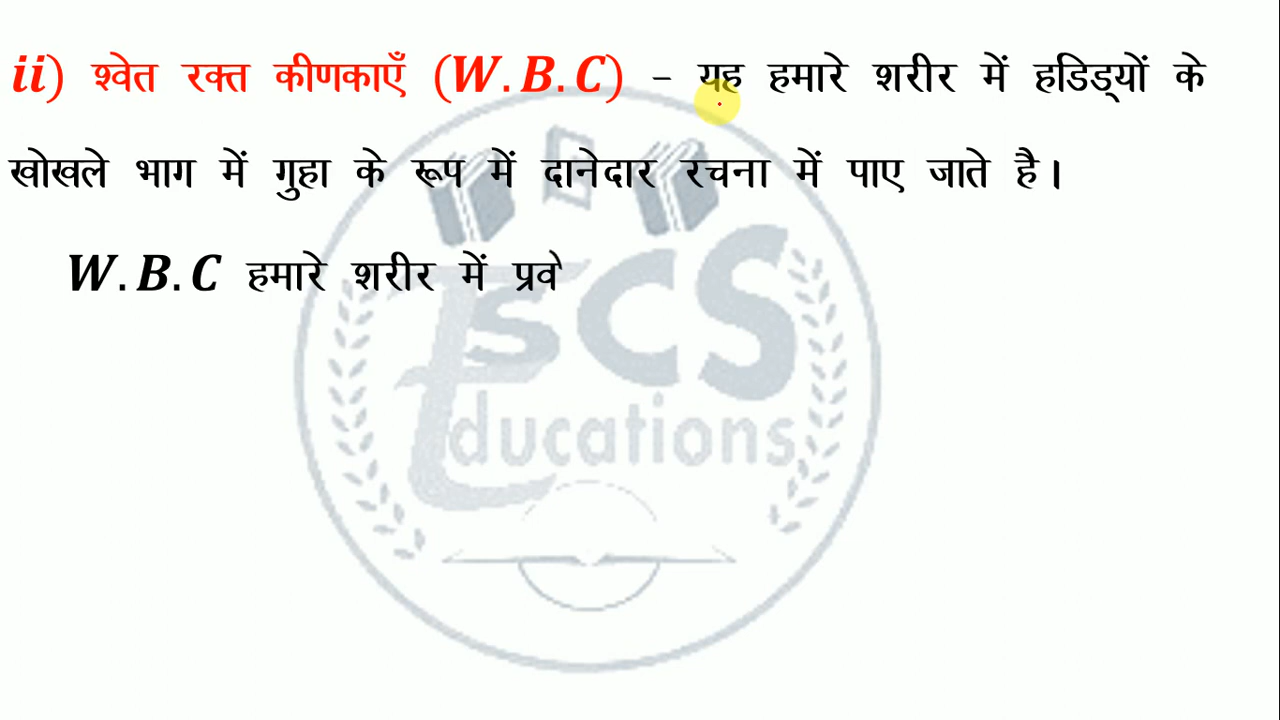 ii) श्वेत रक्त कीणकाएँ (W.B.C) – यह हमारे शरीर में हडिड्यों के
खोखले भाग में गुहा के रूप में दानेदार रचना में पाए जाते है।
W.B.C हमारे शरीर में प्रवे
SCS
Educations